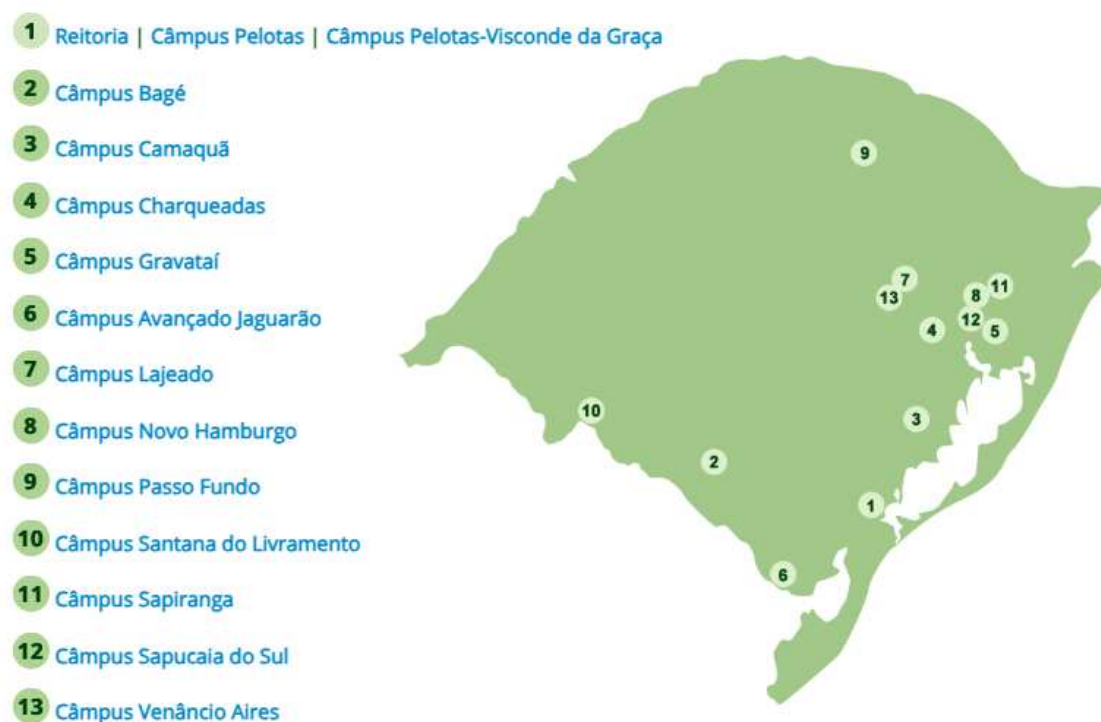 1 Reitoria | Câmpus Pelotas | Câmpus Pelotas-Visconde da Graça
2 Câmpus Bagé
3 Câmpus Camaquã
4 Câmpus Charqueadas
5 Câmpus Gravataí
6 Câmpus Avançado Jaguarão
7 Câmpus Lajeado
8 Câmpus Novo Hamburgo
9 Câmpus Passo Fundo
10 Câmpus Santana do Livramento
11 Câmpus Sapiranga
12 Câmpus Sapucaia do Sul
13 Câmpus Venâncio Aires
9
7
11
8
13
12
4
5
10
3
2
1
6